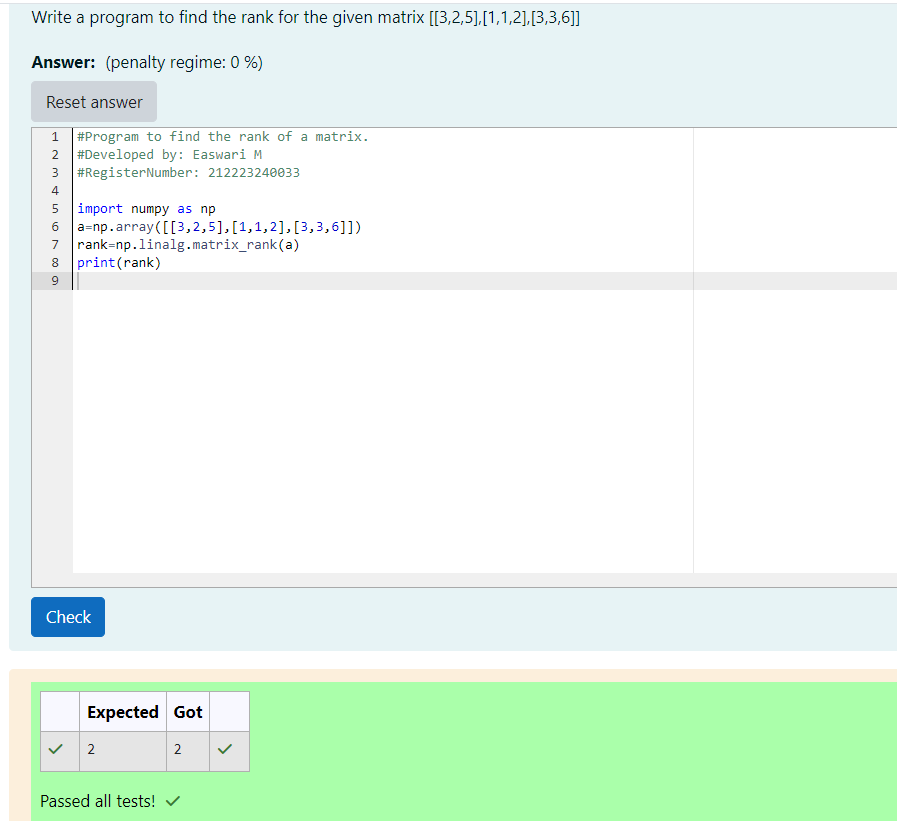 Write a program to find the rank for the given matrix [[3,2,5],[1,1,2],[3,3,6]]
Answer: (penalty regime: 0 %)
Reset answer
1 #Program to find the rank of a matrix.
2 #Developed by: Easwari M
3 #RegisterNumber: 212223240033
4
5 import numpy as np
6 a=np.array([[3,2,5],[1,1,2],[3,3,6]])
7 rank=np.linalg.matrix_rank(a)
8 print(rank)
9
Check
Expected Got
2 2
Passed all tests!